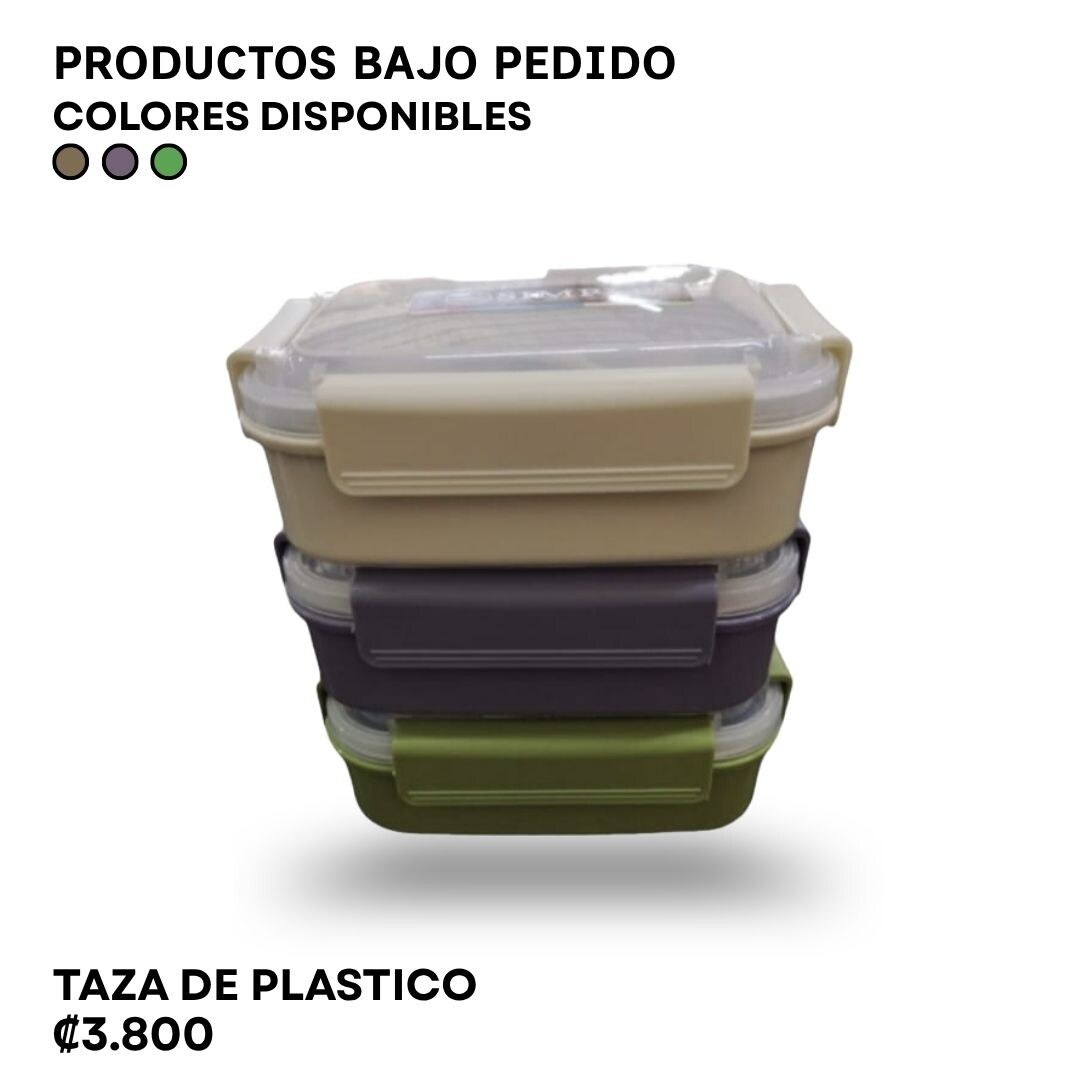 PRODUCTOS BAJO PEDIDO
COLORES DISPONIBLES
TAZA DE PLASTICO
₡3.800